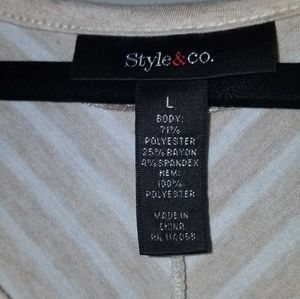 Style&co.
L
BODY:
71%
POLYESTER
25% RAYON
4% SPANDEX
HEM:
100%
POLYESTER
MADE IN
CHINA